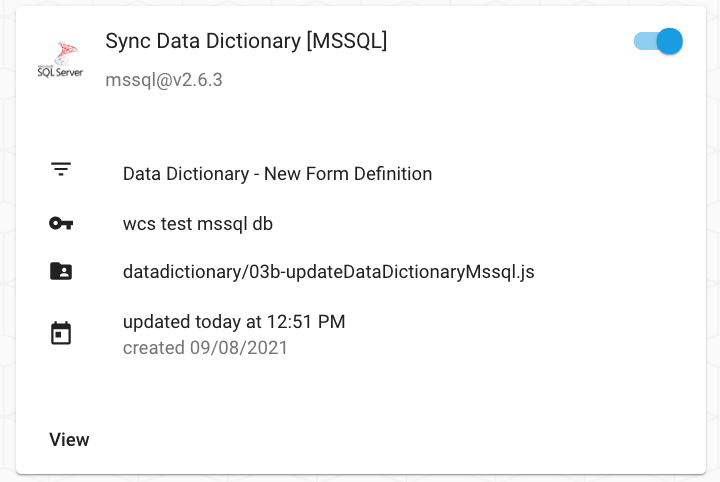 Sync Data Dictionary [MSSQL]
SQL Server
mssql@v2.6.3
Data Dictionary - New Form Definition
wcs test mssql db
datadictionary/03b-updateDataDictionaryMssql.js
updated today at 12:51 PM
created 09/08/2021
View